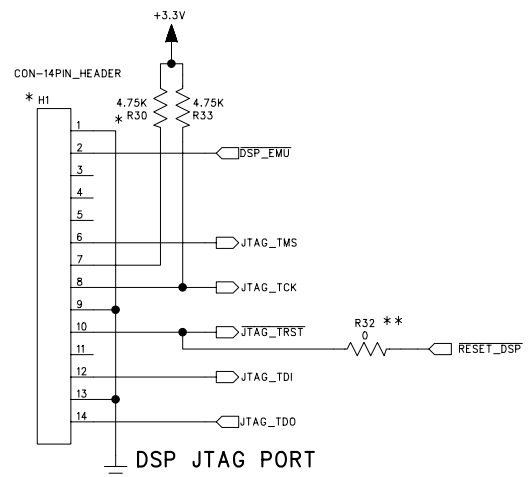 +3.3V
CON-14PIN_HEADER
* H1
4.75K
R30
4.75K
R33
*
1
2
DSP_EMU
3
4
5
6
JTAG_TMS
7
8
JTAG_TCK
9
10
JTAG_TRST
R32 **
0
RESET_DSP
11
12
JTAG_TDI
13
14
JTAG_TDO
DSP JTAG PORT